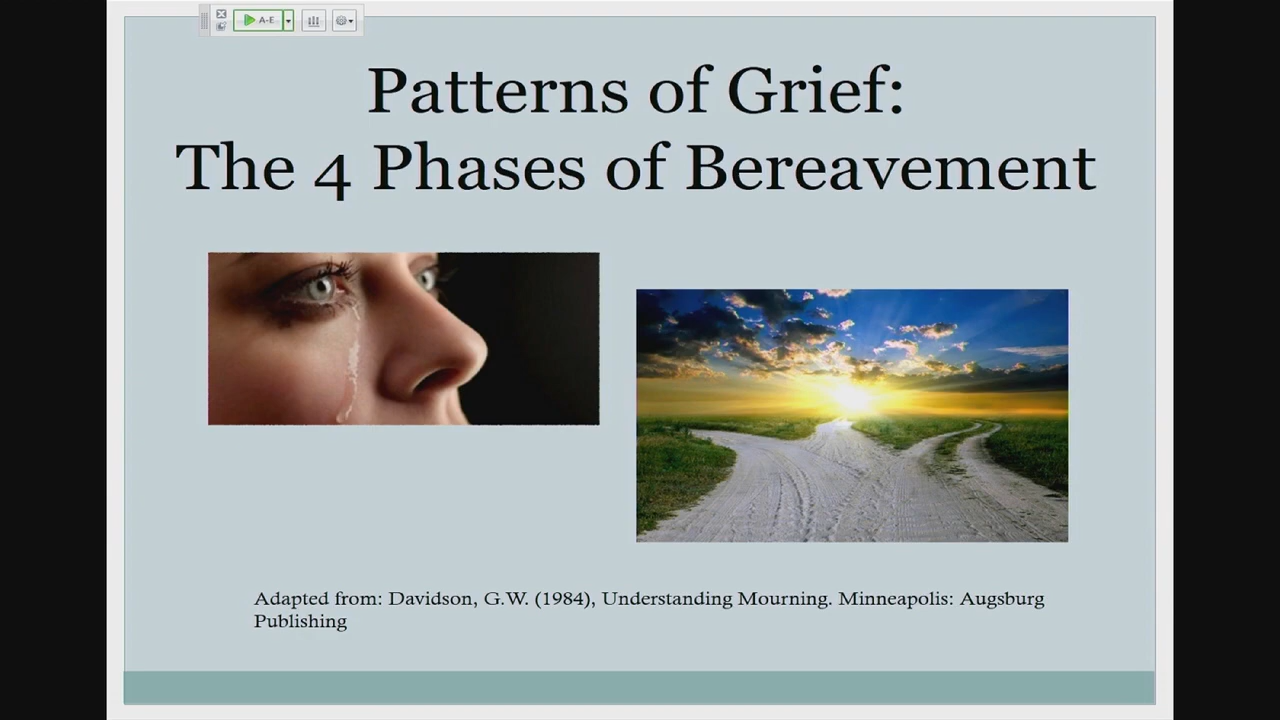 A-E
Patterns of Grief:
The 4 Phases of Bereavement
Adapted from: Davidson, G.W. (1984), Understanding Mourning. Minneapolis: Augsburg
Publishing